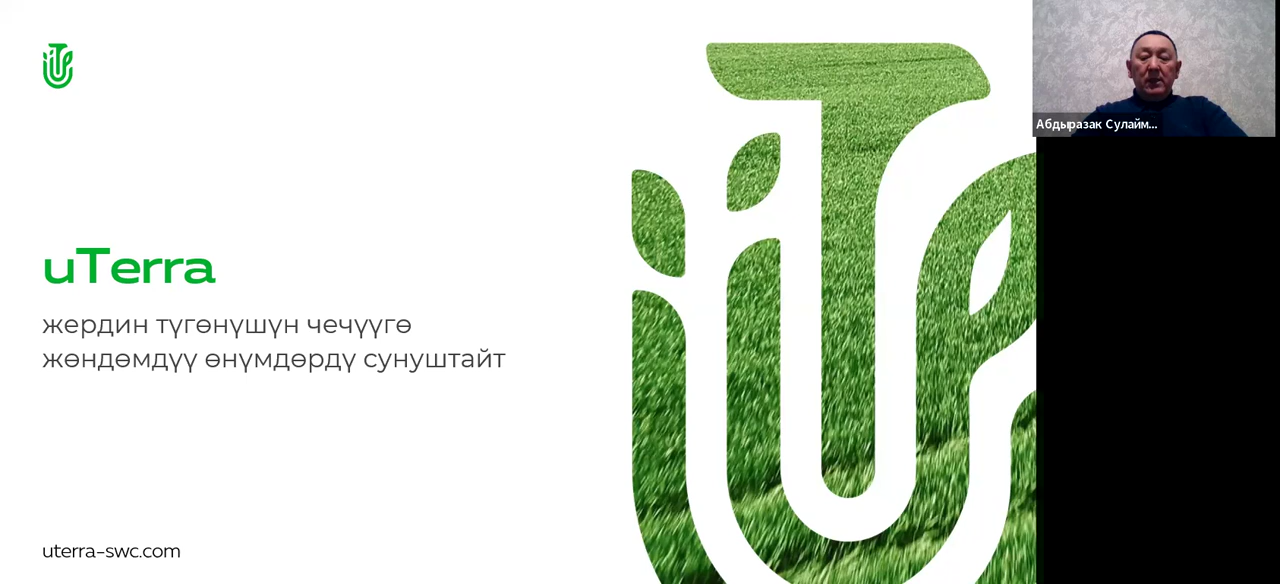 uTerra
жердин түгөнүшүн чечүүгө
жөндөмдүү өнүмдөрдү сунуштайт
uterra-swc.com
Абдыразак Сулайм...